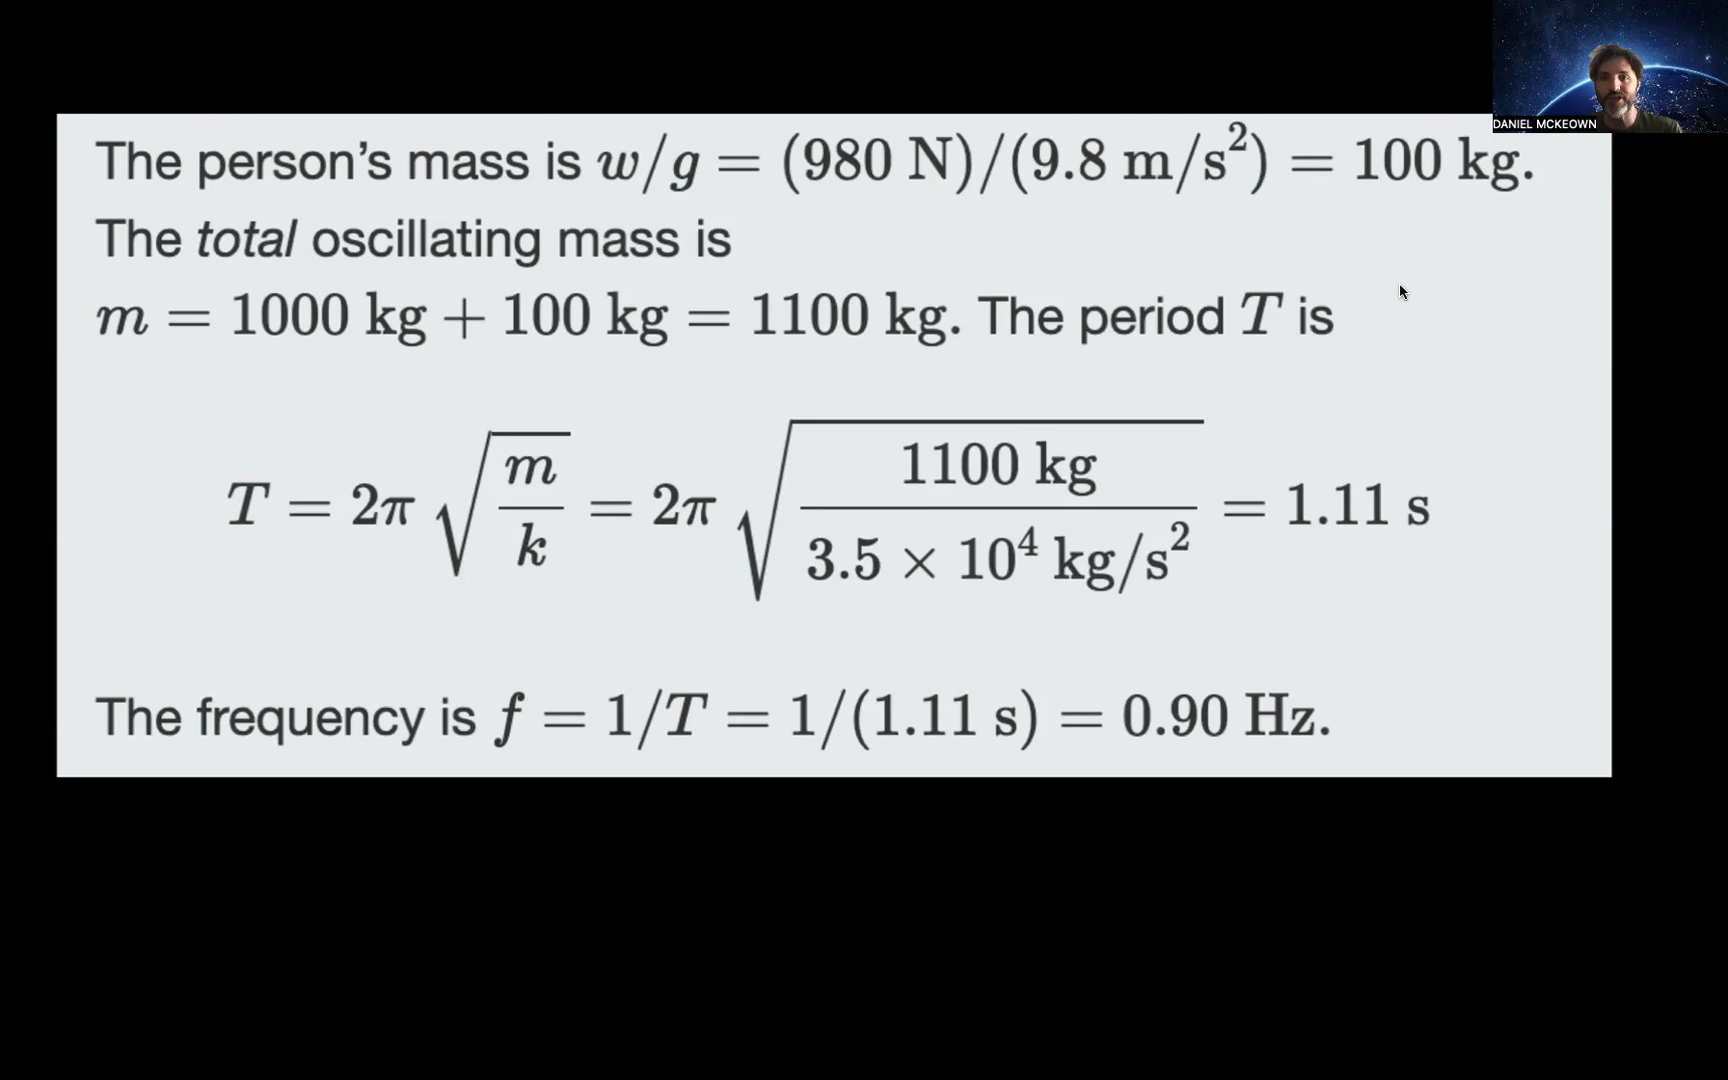 DANIEL MCKEOWN
The person’s mass is w/g = (980 N)/(9.8 m/s²) = 100 kg.
The total oscillating mass is
m = 1000 kg + 100 kg = 1100 kg. The period T is
T = 2π √(m/k) = 2π √(1100 kg / 3.5 × 10⁴ kg/s²) = 1.11 s
The frequency is f = 1/T = 1/(1.11 s) = 0.90 Hz.